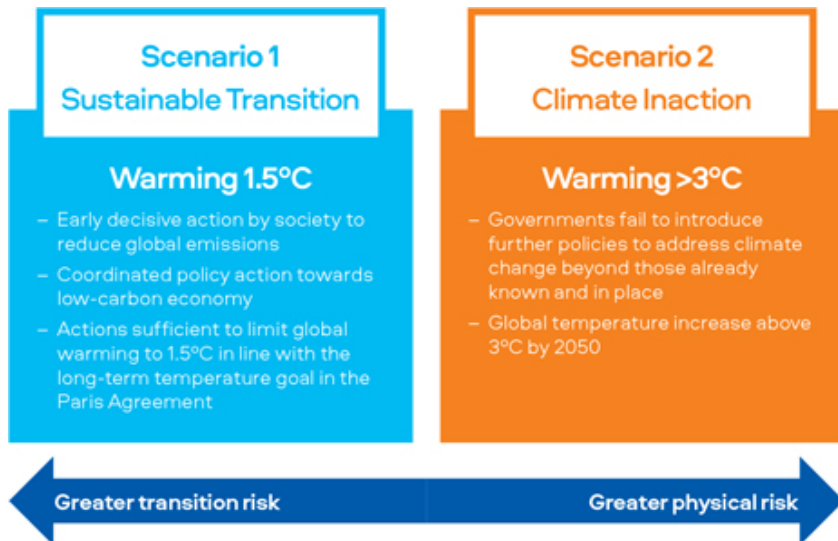 Scenario 1
Sustainable Transition
Warming 1.5°C
– Early decisive action by society to
reduce global emissions
– Coordinated policy action towards
low-carbon economy
– Actions sufficient to limit global
warming to 1.5°C in line with the
long-term temperature goal in the
Paris Agreement
Scenario 2
Climate Inaction
Warming >3°C
– Governments fail to introduce
further policies to address climate
change beyond those already
known and in place
– Global temperature increase above
3°C by 2050
Greater transition risk
Greater physical risk